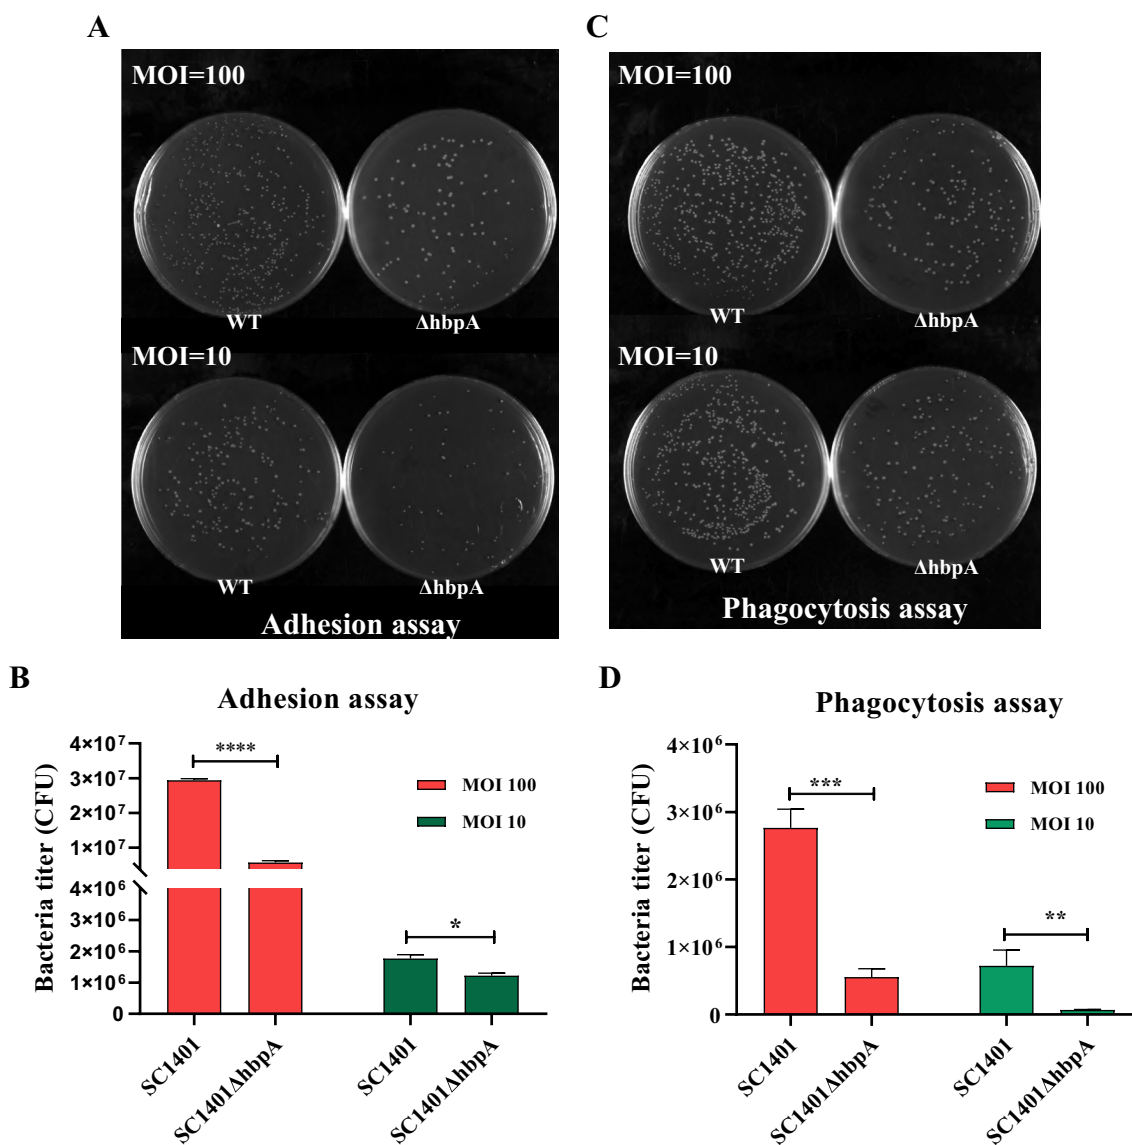 A
MOI=100
WT
ΔhbpA
MOI=10
WT
ΔhbpA
Adhesion assay
C
MOI=100
WT
ΔhbpA
MOI=10
WT
ΔhbpA
Phagocytosis assay
B
Adhesion assay
Bacteria titer (CFU)
4×10⁷
3×10⁷
2×10⁷
1×10⁷
4×10⁶
3×10⁶
2×10⁶
1×10⁶
0
****
*
MOI 100
MOI 10
SC1401
SC1401ΔhbpA
SC1401
SC1401ΔhbpA
D
Phagocytosis assay
Bacteria titer (CFU)
4×10⁶
3×10⁶
2×10⁶
1×10⁶
0
***
**
MOI 100
MOI 10
SC1401
SC1401ΔhbpA
SC1401
SC1401ΔhbpA